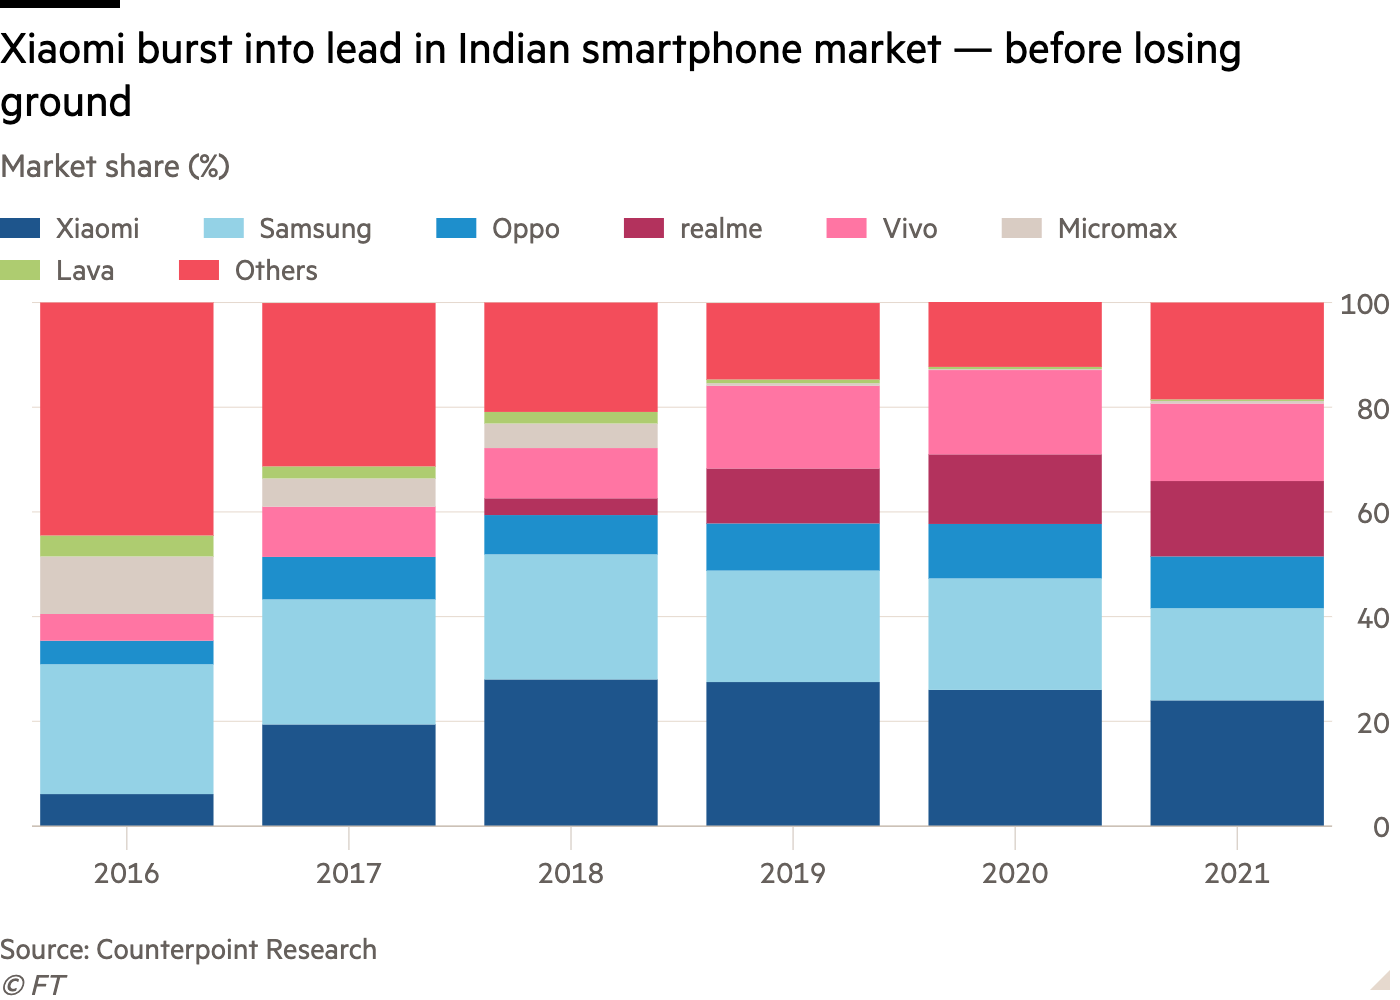 Xiaomi burst into lead in Indian smartphone market — before losing
ground
Market share (%)
Xiaomi Samsung Oppo realme Vivo Micromax
Lava Others
100
80
60
40
20
0
2016 2017 2018 2019 2020 2021
Source: Counterpoint Research
© FT